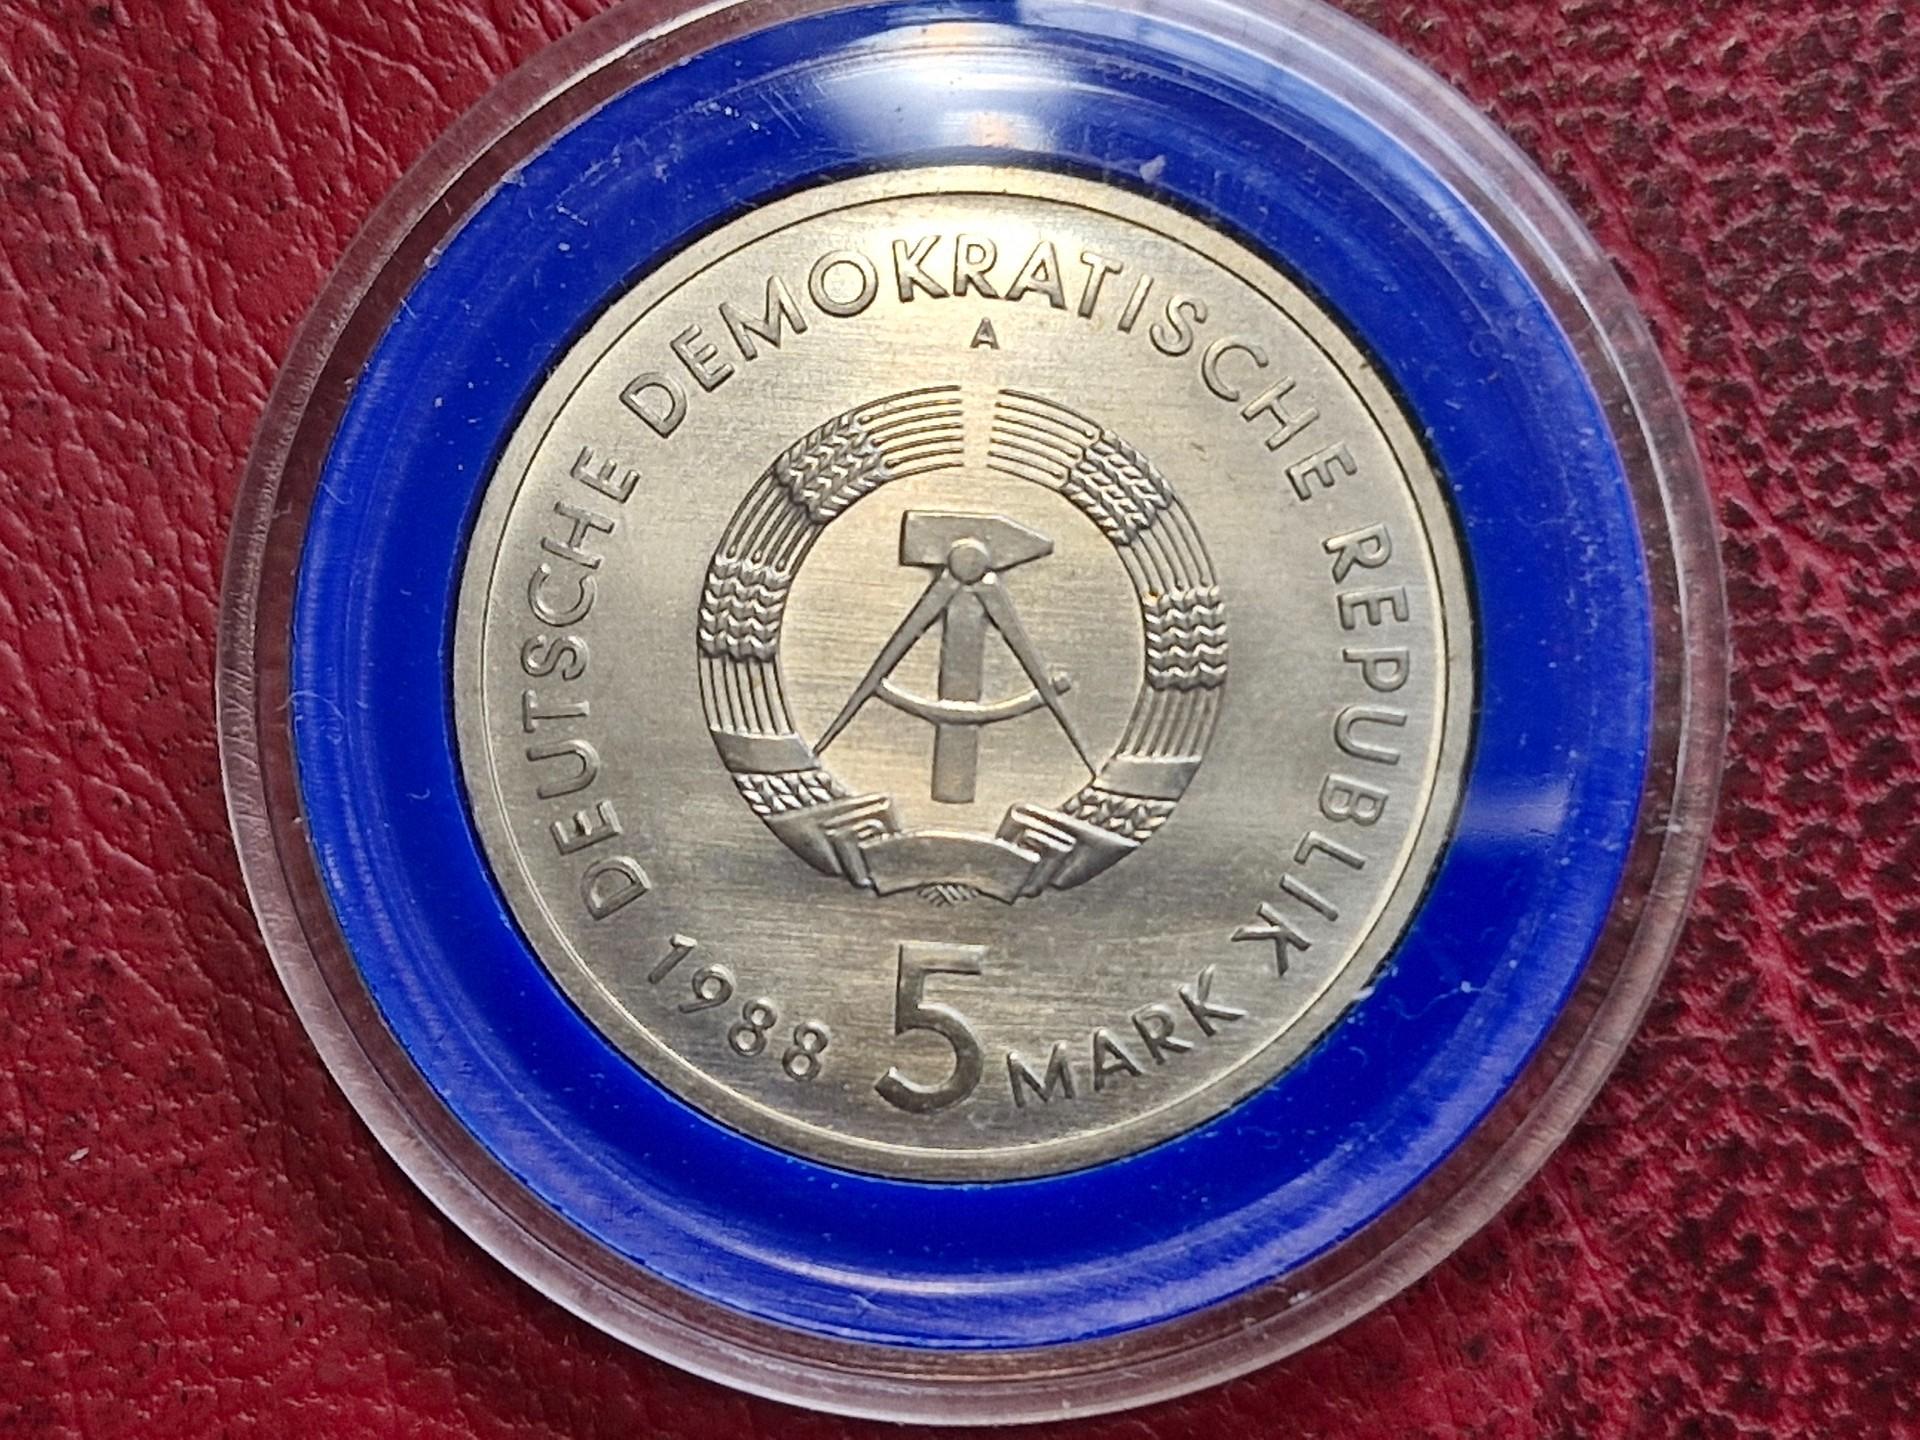 DEUTSCHE DEMOKRATISCHE REPUBLIK
A
1988 5 MARK